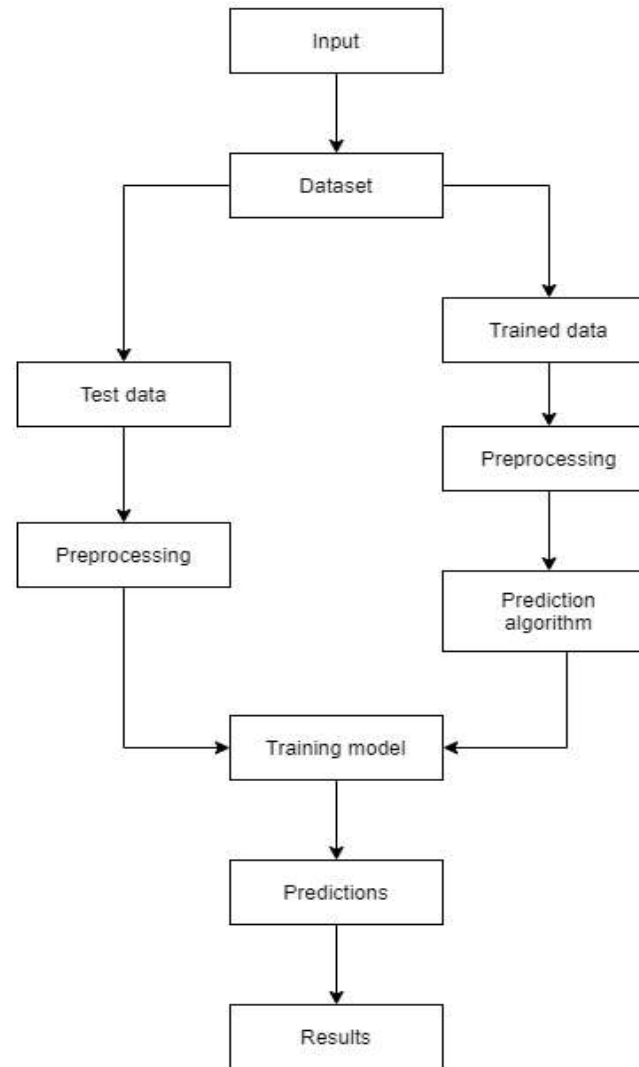 Input
Dataset
Trained data
Test data
Preprocessing
Preprocessing
Prediction
algorithm
Training model
Predictions
Results